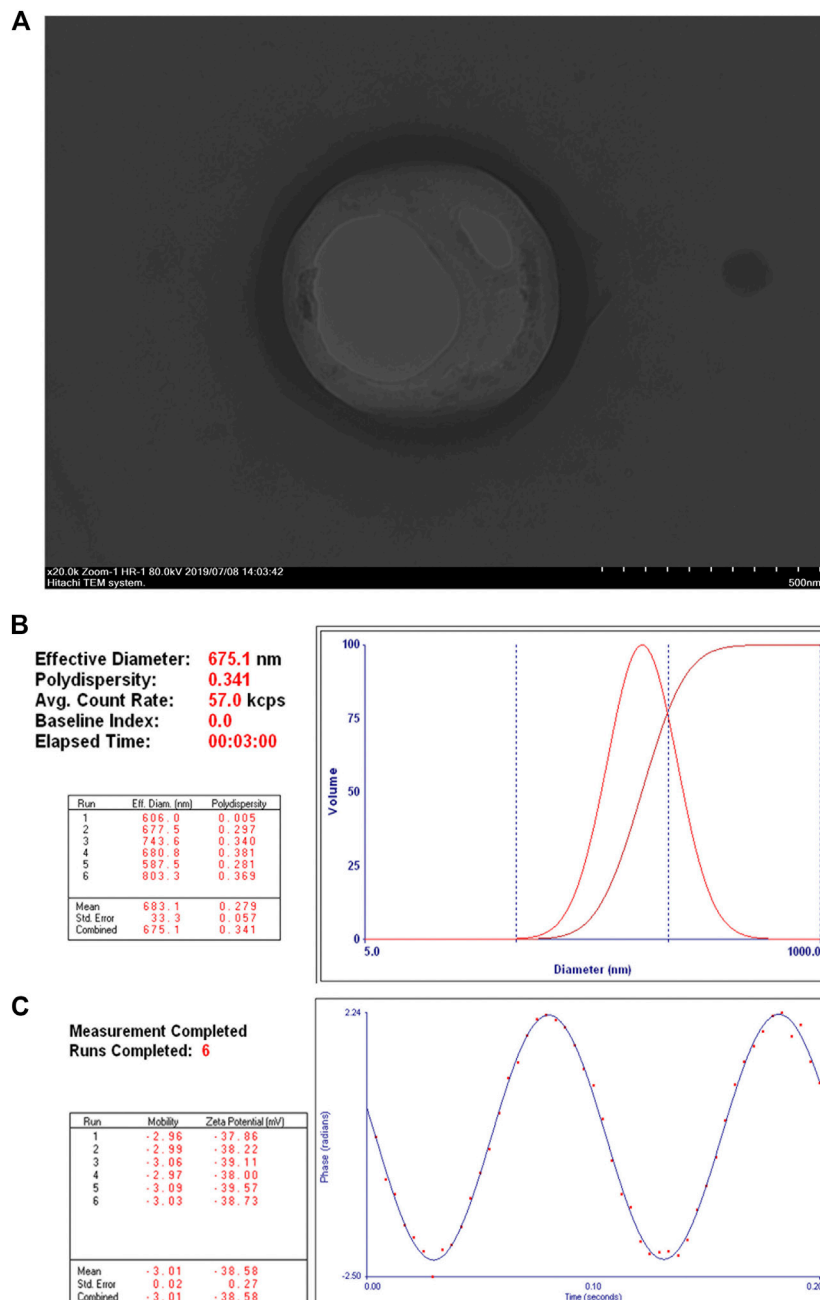 A
x20.0k Zoom-1 HR-1 80.0kV 2019/07/08 14:03:42
Hitachi TEM system.
500nm
B
Effective Diameter: 675.1 nm
Polydispersity: 0.341
Avg. Count Rate: 57.0 kcps
Baseline Index: 0.0
Elapsed Time: 00:03:00
Run Eff. Diam. (nm) Polydispersity
1 606.0 0.005
2 677.5 0.297
3 743.6 0.340
4 680.8 0.381
5 587.5 0.281
6 803.3 0.369
Mean 683.1 0.279
Std. Error 33.3 0.057
Combined 675.1 0.341
100
75
50
25
0
Volume
5.0 1000.0
Diameter (nm)
C
Measurement Completed
Runs Completed: 6
Run Mobility Zeta Potential (mV)
1 -2.96 -37.86
2 -2.99 -38.22
3 -3.06 -39.11
4 -2.97 -38.00
5 -3.09 -39.57
6 -3.03 -38.73
Mean -3.01 -38.58
Std. Error 0.02 0.27
Combined -3.01 -38.58
2.24
Phase (radians)
-2.50
0.00 0.10 0.20
Time (seconds)